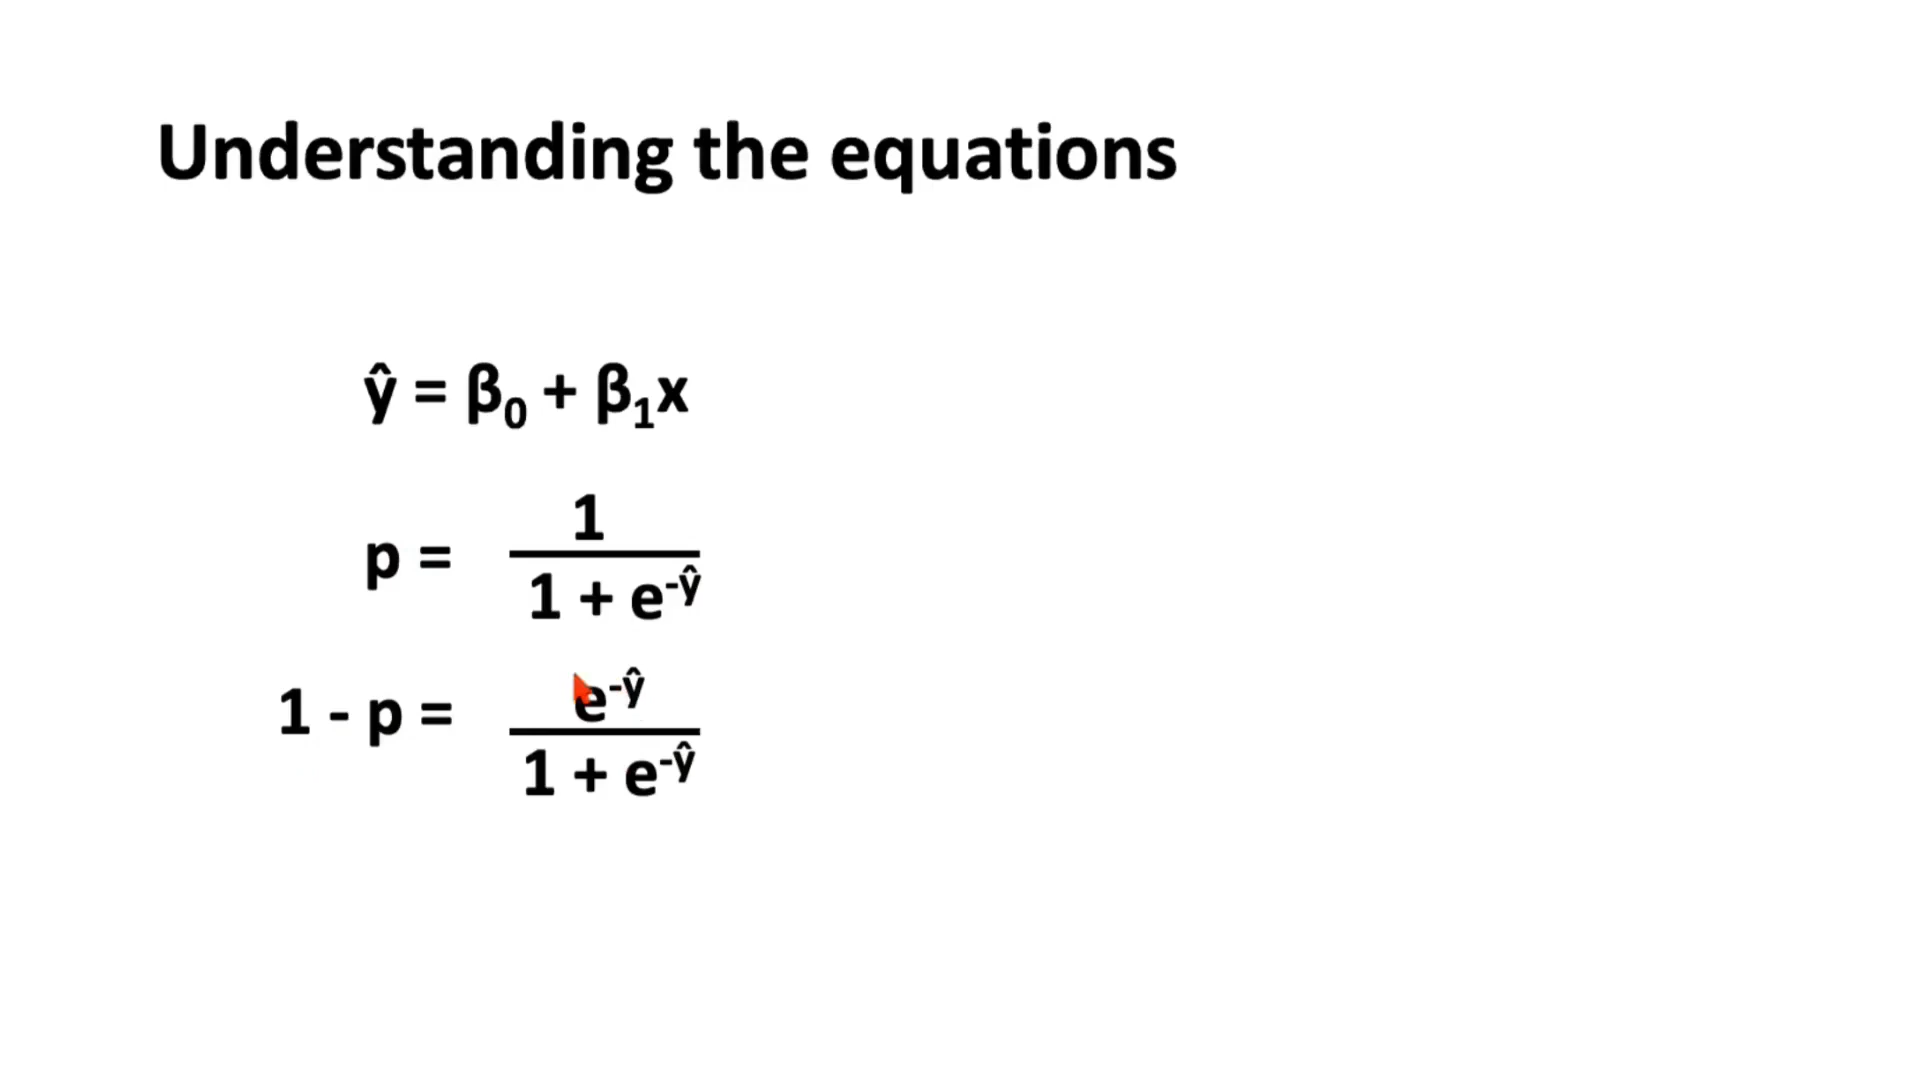 Understanding the equations
ŷ = β₀ + β₁x
p = 1
1 + e⁻ŷ
1 - p = e⁻ŷ
1 + e⁻ŷ